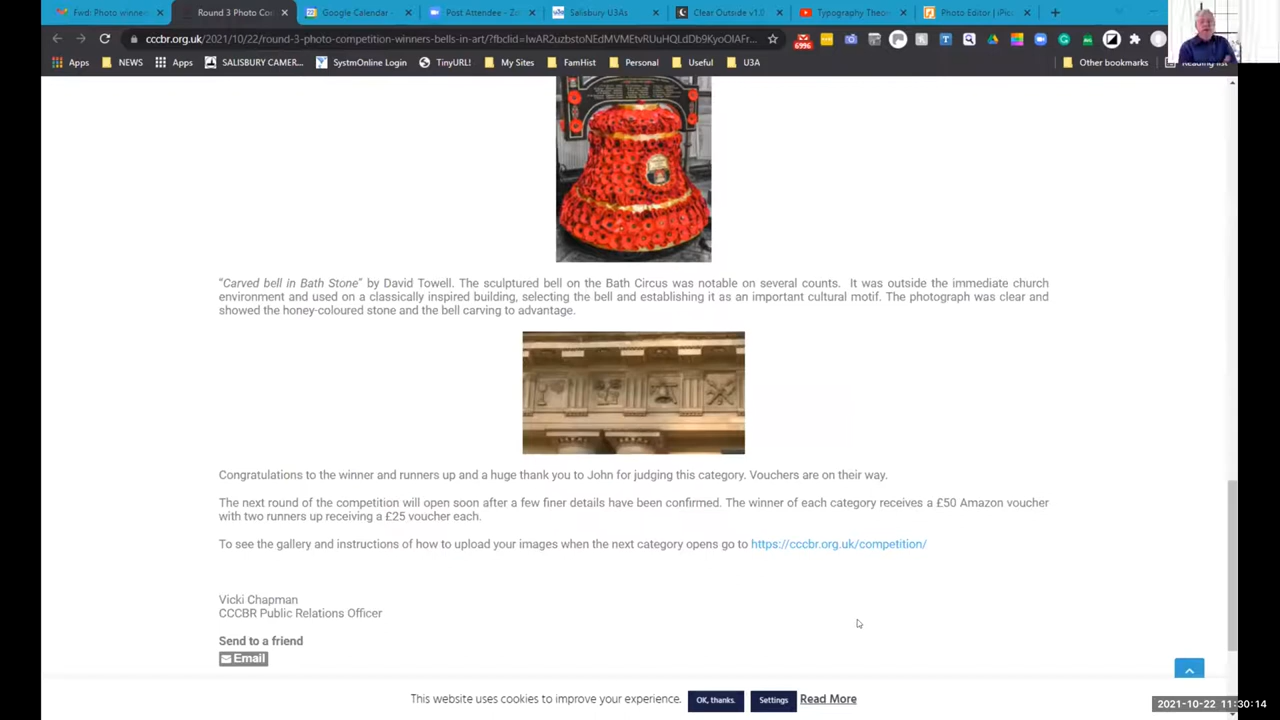 Fwd: Photo winner
Round 3 Photo Co
Google Calendar -
Post Attendee - Z
Salisbury U3As
Clear Outside v1.0
Typography Theo
Photo Editor | iPic
cccbr.org.uk/2021/10/22/round-3-photo-competition-winners-bells-in-art/
6996
Apps
NEWS
Apps
SALISBURY CAMER...
SystmOnline Login
TinyURL
My Sites
FamHist
Personal
Useful
U3A
Other bookmarks
Reading list
"Carved bell in Bath Stone" by David Towell. The sculptured bell on the Bath Circus was notable on several counts. It was outside the immediate church
environment and used on a classically inspired building, selecting the bell and establishing it as an important cultural motif. The photograph was clear and
showed the honey-coloured stone and the bell carving to advantage.
Congratulations to the winner and runners up and a huge thank you to John for judging this category. Vouchers are on their way.
The next round of the competition will open soon after a few finer details have been confirmed. The winner of each category receives a £50 Amazon voucher
with two runners up receiving a £25 voucher each.
To see the gallery and instructions of how to upload your images when the next category opens go to https://cccbr.org.uk/competition/
Vicki Chapman
CCCBR Public Relations Officer
Send to a friend
Email
This website uses cookies to improve your experience. OK, thanks. Settings Read More
2021-10-22 11:30:14